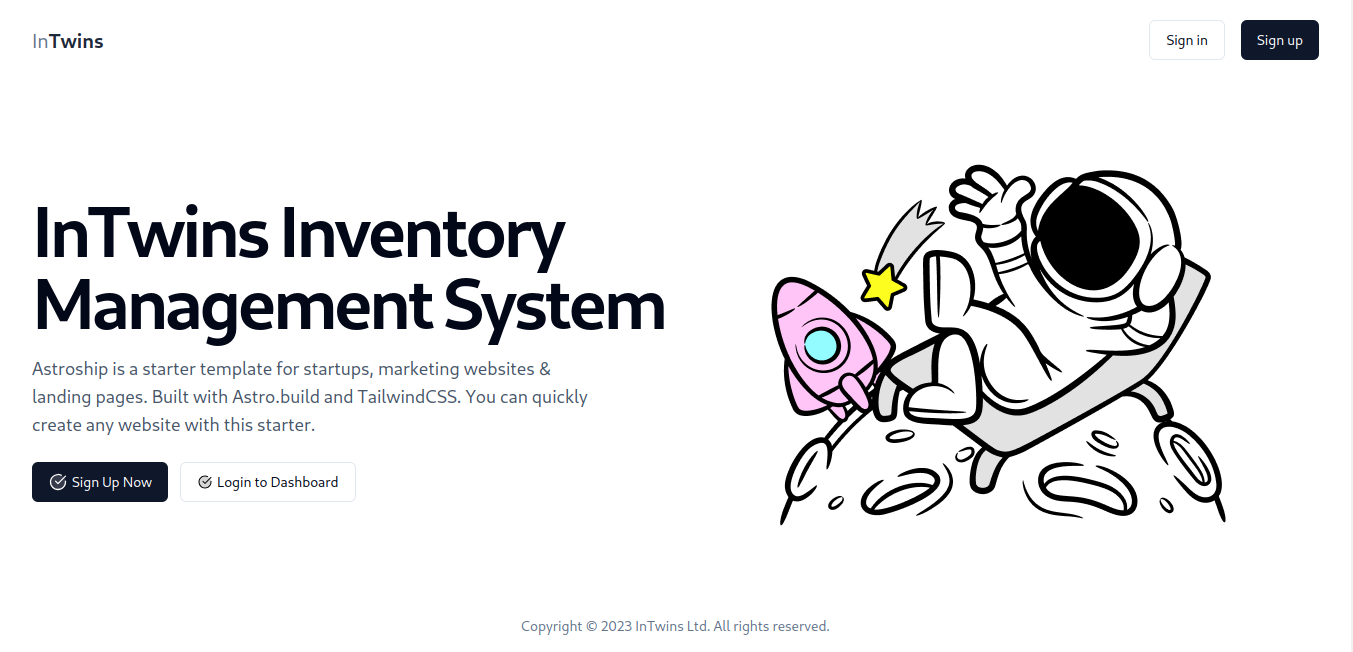 InTwins
Sign in
Sign up
InTwins Inventory
Management System
Astroship is a starter template for startups, marketing websites &
landing pages. Built with Astro.build and TailwindCSS. You can quickly
create any website with this starter.
Sign Up Now
Login to Dashboard
Copyright © 2023 InTwins Ltd. All rights reserved.